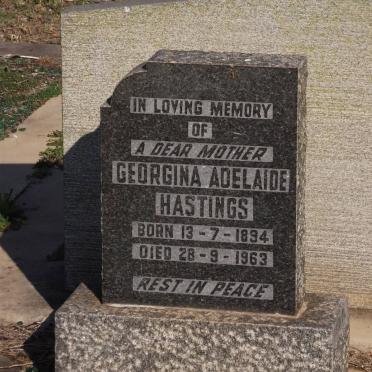 IN LOVING MEMORY
OF
A DEAR MOTHER
GEORGINA ADELAIDE
HASTINGS
BORN 13-7-1894
DIED 28-9-1963
REST IN PEACE